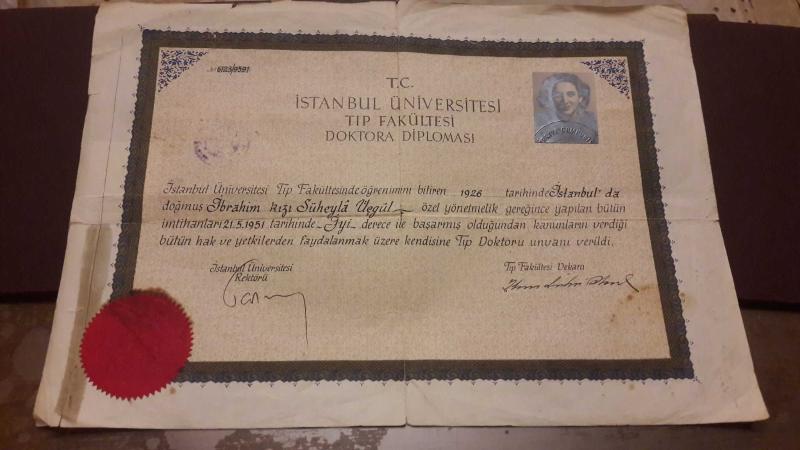 6123/9591
T.C.
İSTANBUL ÜNİVERSİTESİ
TIP FAKÜLTESİ
DOKTORA DİPLOMASI
İstanbul Üniversitesi Tıp Fakültesinde öğrenimini bitiren 1926 tarihinde İstanbul'da
doğmuş İbrahim kızı Süheylâ Üçgül özel yönetmelik gereğince yapılan bütün
imtihanları 21.5.1951 tarihinde -İyi- derece ile başarmış olduğundan kanunların verdiği
bütün hak ve yetkilerden faydalanmak üzere kendisine Tıp Doktoru unvanı verildi.
İstanbul Üniversitesi
Rektörü
Tıp Fakültesi Dekanı